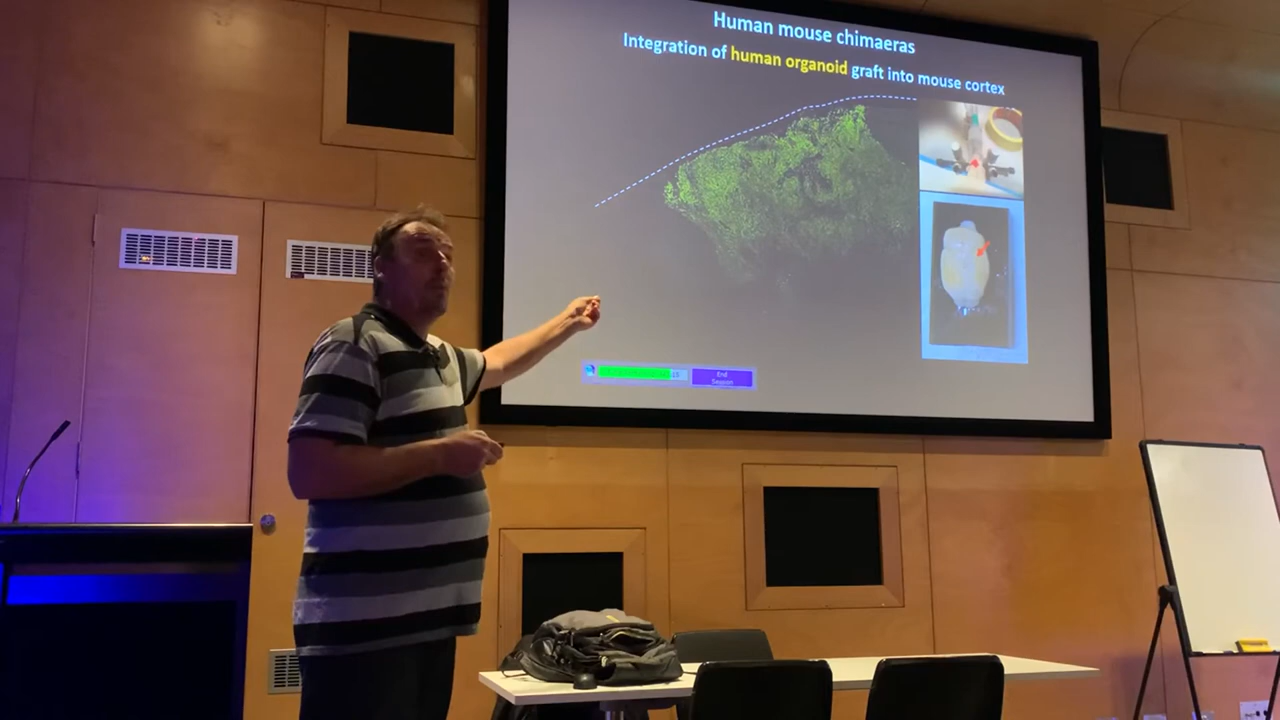 Human mouse chimaeras
Integration of human organoid graft into mouse cortex
End
Session